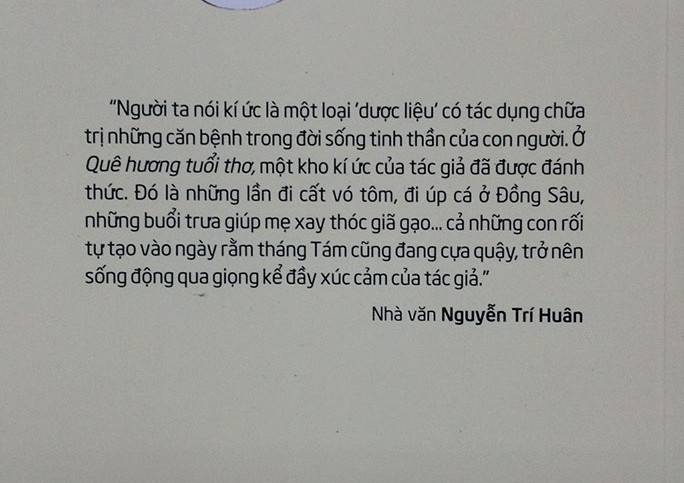 “Người ta nói kí ức là một loại ‘dược liệu’ có tác dụng chữa
trị những căn bệnh trong đời sống tinh thần của con người. Ở
Quê hương tuổi thơ, một kho kí ức của tác giả đã được đánh
thức. Đó là những lần đi cất vó tôm, đi úp cá ở Đồng Sâu,
những buổi trưa giúp mẹ xay thóc giã gạo... cả những con rối
tự tạo vào ngày rằm tháng Tám cũng đang cựa quậy, trở nên
sống động qua giọng kể đầy xúc cảm của tác giả.”
Nhà văn Nguyễn Trí Huân